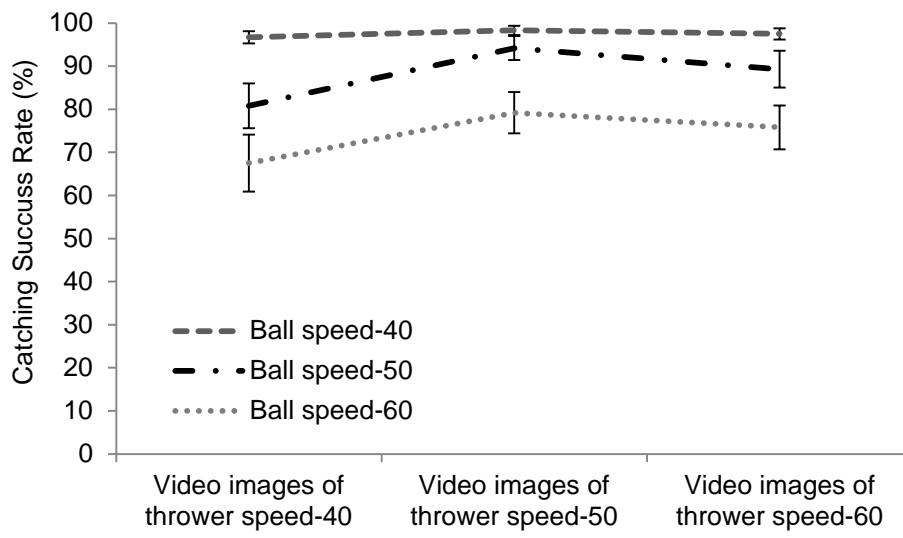 Catching Succuss Rate (%)
100
90
80
70
60
50
40
30
20
10
0
Ball speed-40
Ball speed-50
Ball speed-60
Video images of
thrower speed-40
Video images of
thrower speed-50
Video images of
thrower speed-60